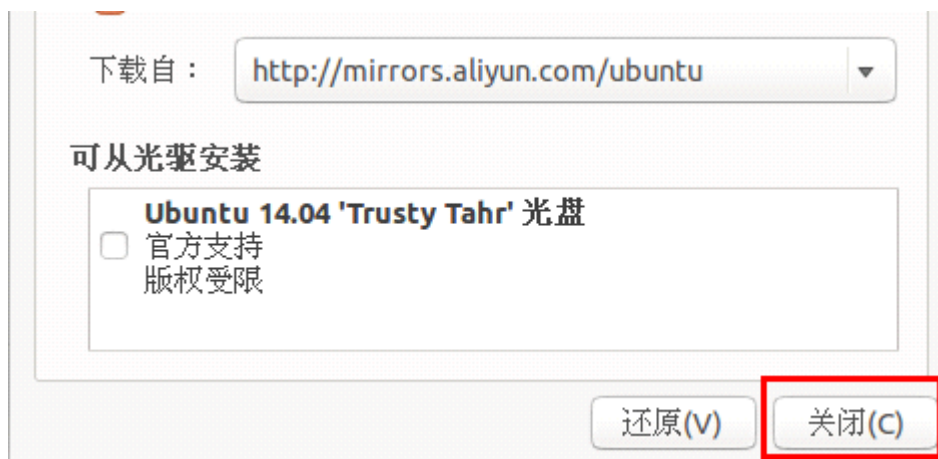 下载自： http://mirrors.aliyun.com/ubuntu
可从光驱安装
Ubuntu 14.04 'Trusty Tahr' 光盘
官方支持
版权受限
还原(V) 关闭(C)